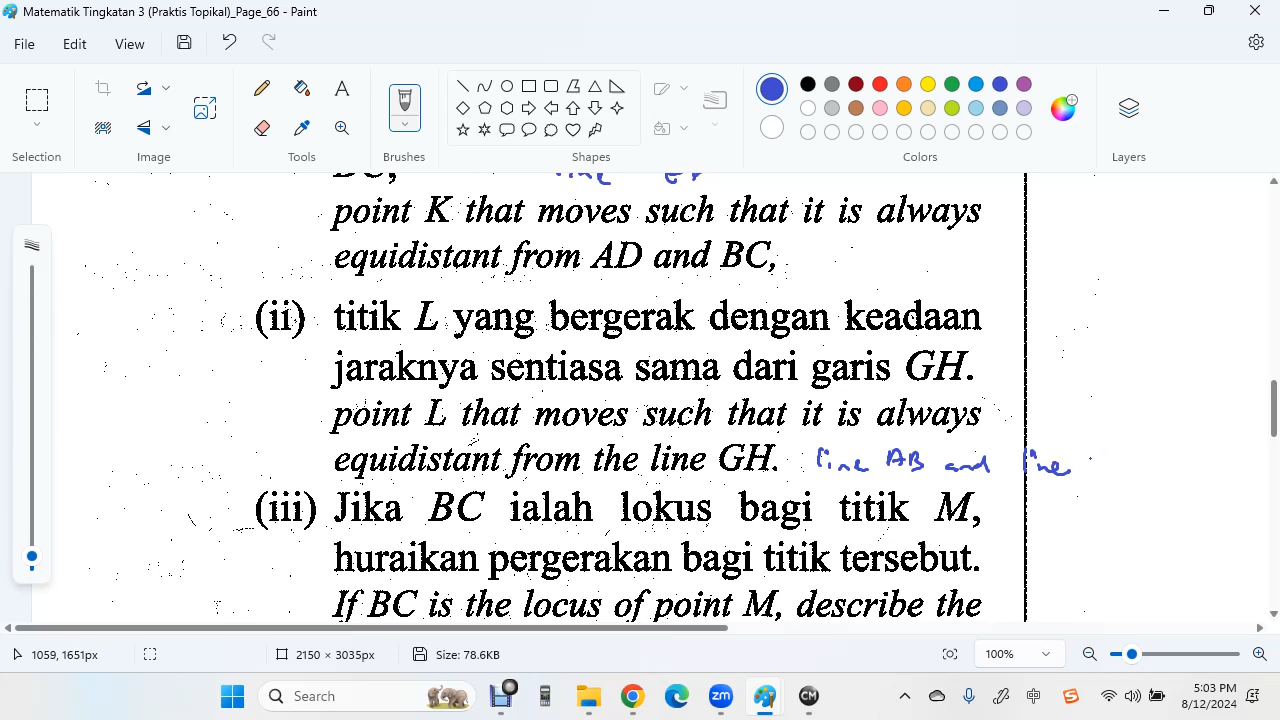 Matematik Tingkatan 3 (Praktis Topikal)_Page_66 - Paint
File Edit View
Selection Image Tools Brushes Shapes Colors Layers
BC,
point K that moves such that it is always
equidistant from AD and BC,
(ii) titik L yang bergerak dengan keadaan
jaraknya sentiasa sama dari garis GH.
point L that moves such that it is always
equidistant from the line GH. line AB and line
(iii) Jika BC ialah lokus bagi titik M,
huraikan pergerakan bagi titik tersebut.
If BC is the locus of point M, describe the
1059, 1651px 2150 × 3035px Size: 78.6KB 100%
Search zm CM 中 S 5:03 PM
8/12/2024